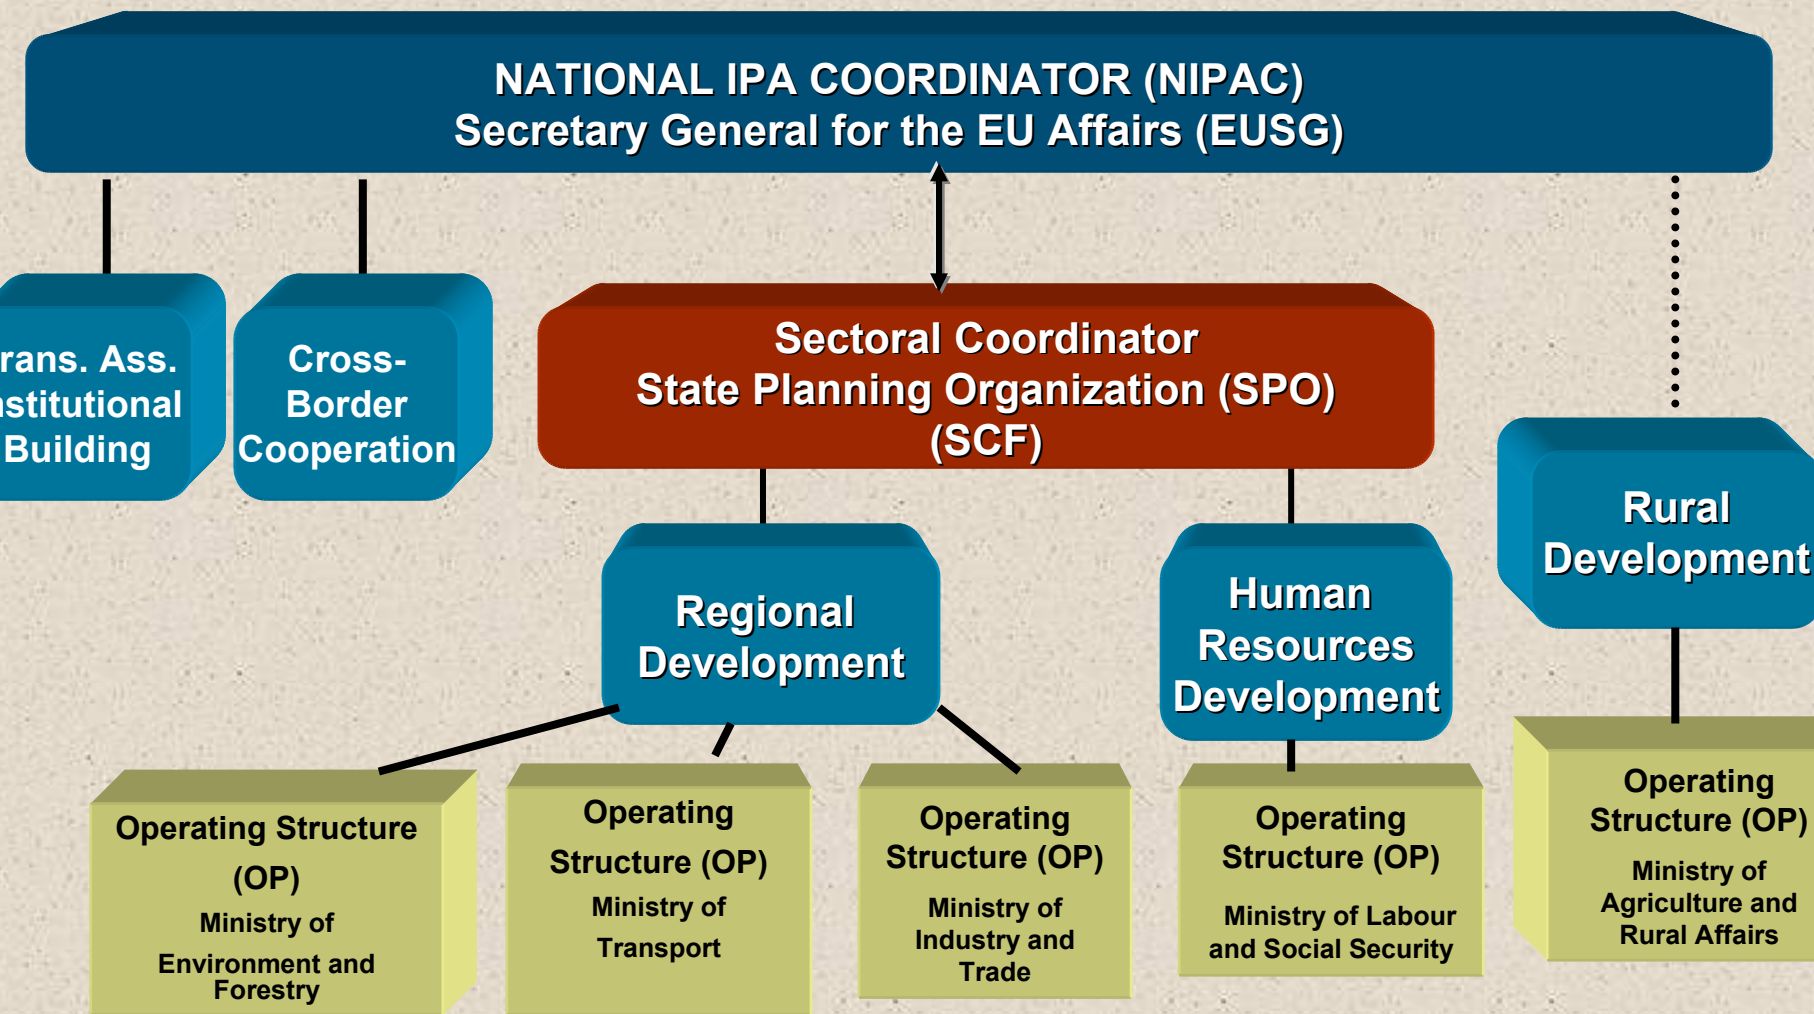 NATIONAL IPA COORDINATOR (NIPAC)
Secretary General for the EU Affairs (EUSG)
rans. Ass.
nstitutional
Building
Cross-
Border
Cooperation
Sectoral Coordinator
State Planning Organization (SPO)
(SCF)
Rural
Development
Regional
Development
Human
Resources
Development
Operating Structure
(OP)
Ministry of
Environment and
Forestry
Operating
Structure (OP)
Ministry of
Transport
Operating
Structure (OP)
Ministry of
Industry and
Trade
Operating
Structure (OP)
Ministry of Labour
and Social Security
Operating
Structure (OP)
Ministry of
Agriculture and
Rural Affairs